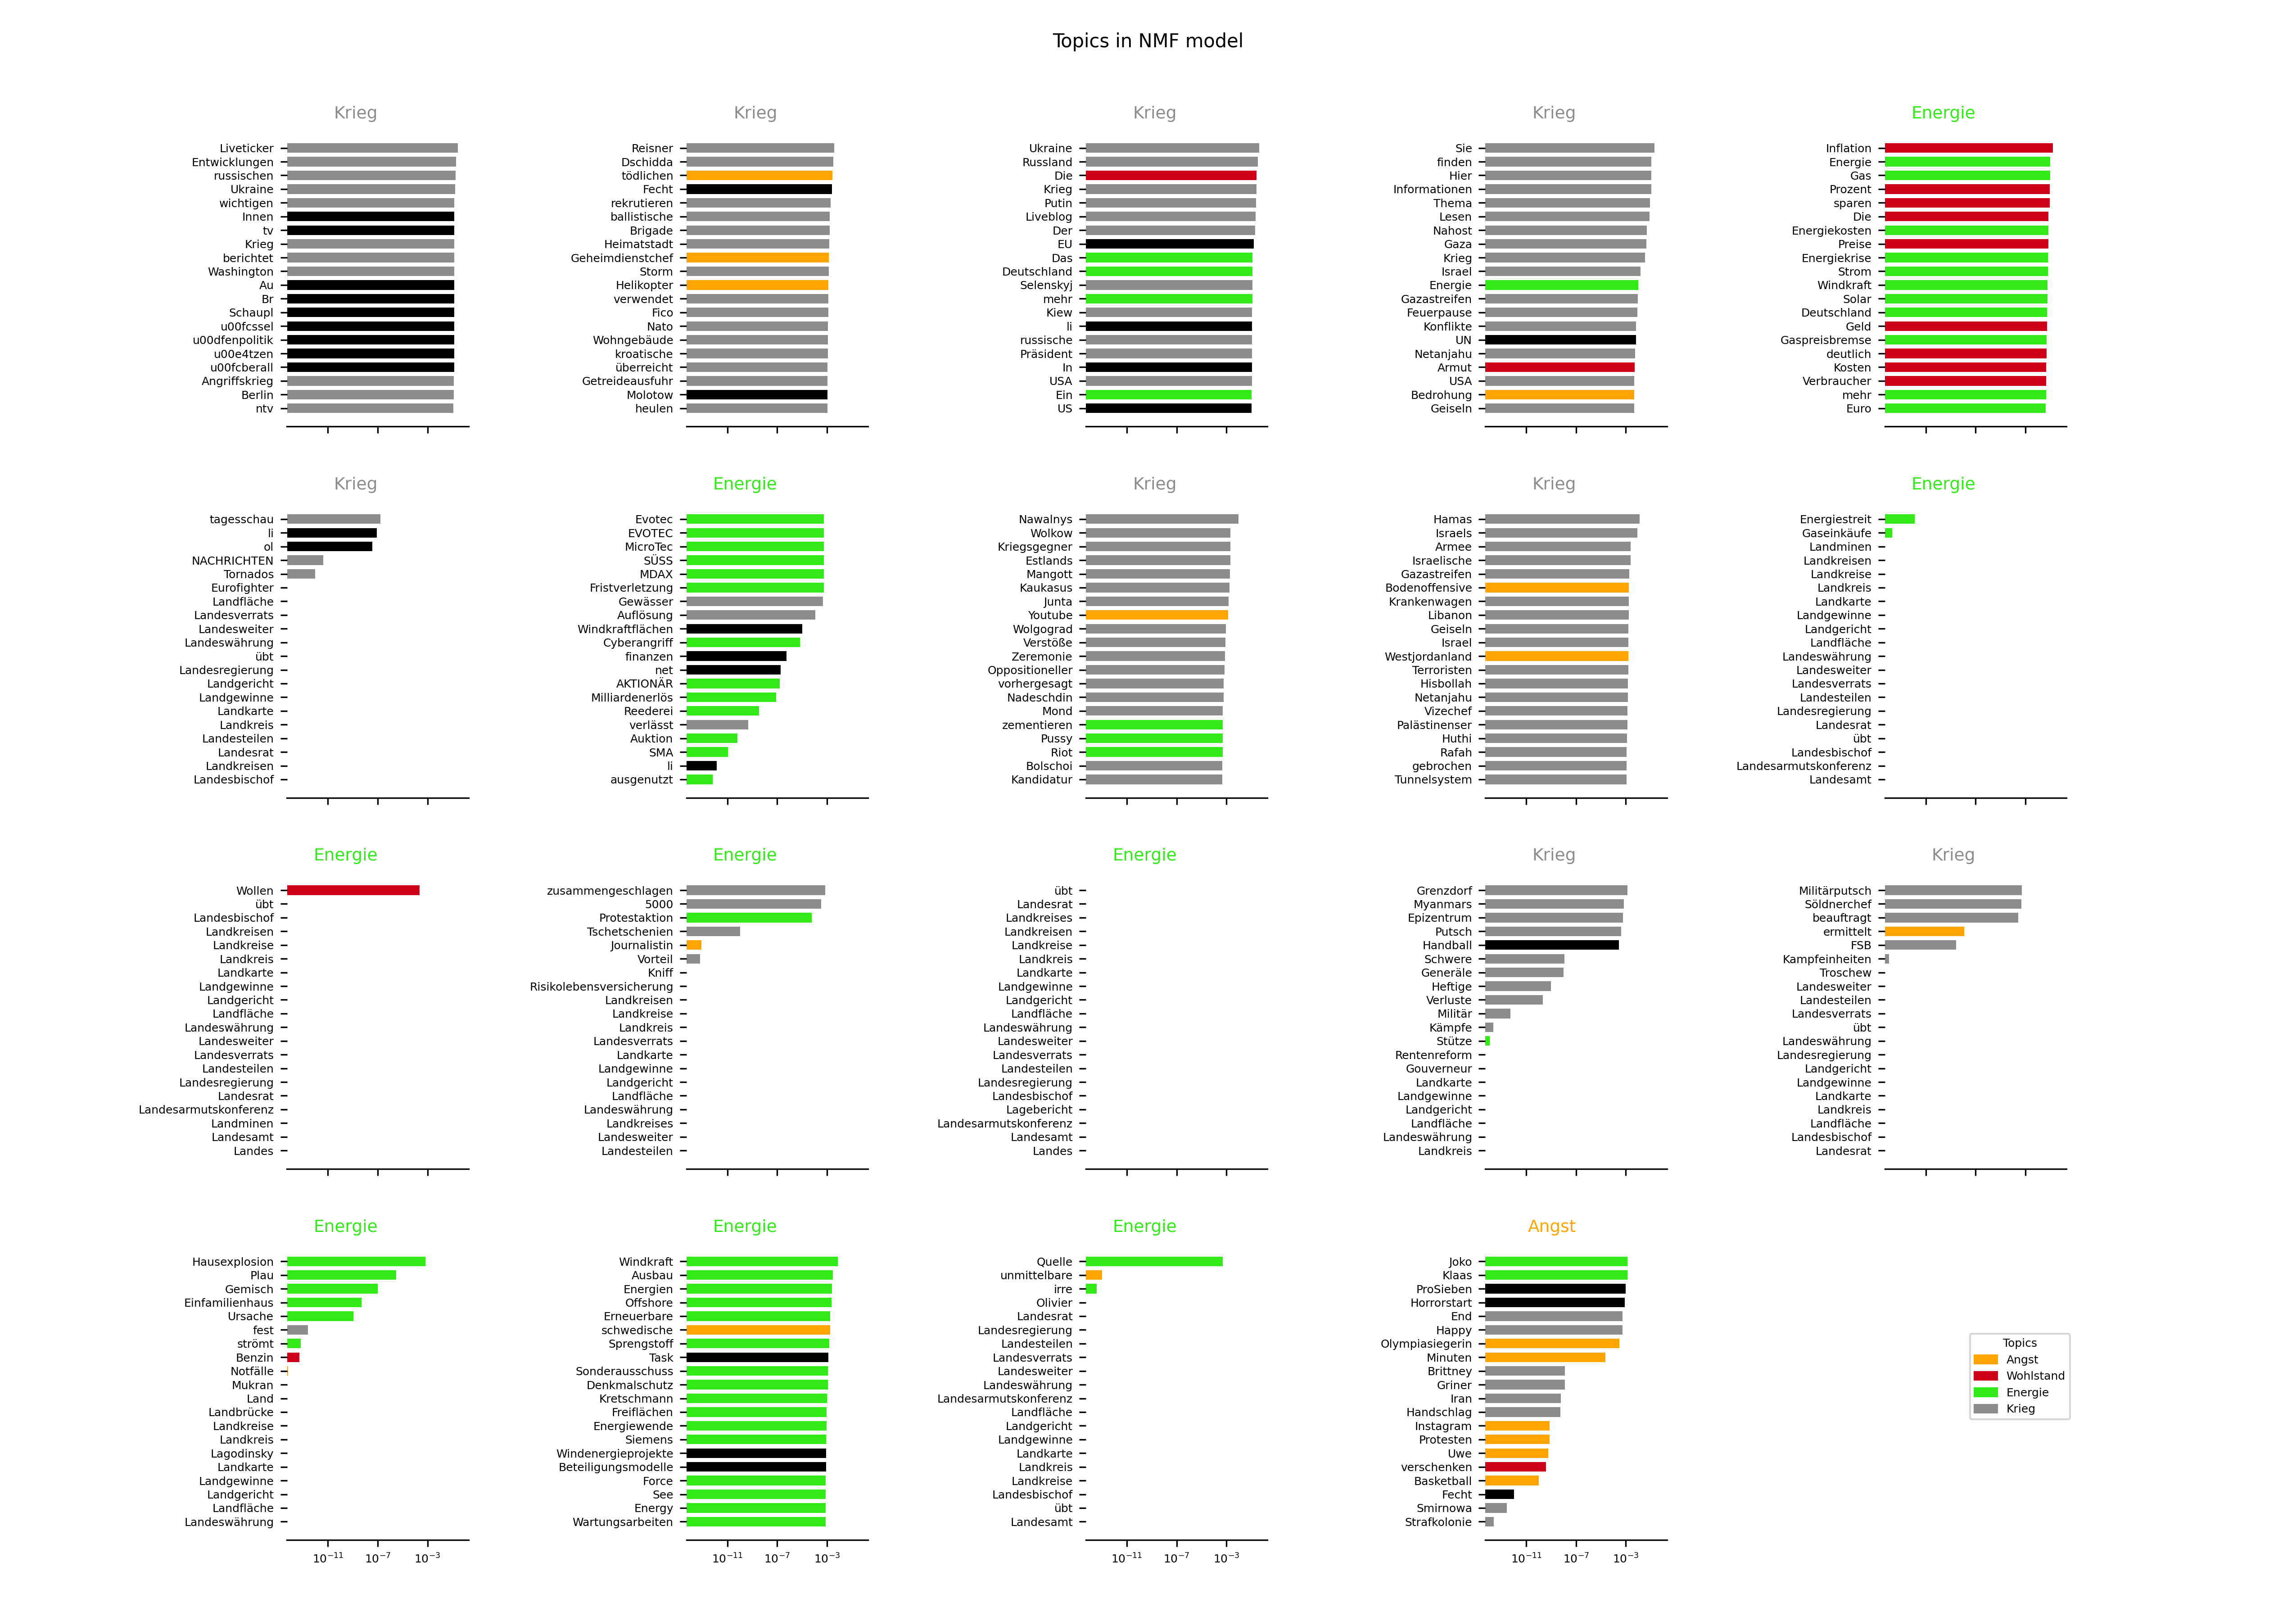 Topics in NMF model
Krieg
Liveticker
Entwicklungen
russischen
Ukraine
wichtigen
Innen
tv
Krieg
berichtet
Washington
Au
Br
Schaupl
u00fcssel
u00dfenpolitik
u00e4tzen
u00fcberall
Angriffskrieg
Berlin
ntv
Krieg
Reisner
Dschidda
tödlichen
Fecht
rekrutieren
ballistische
Brigade
Heimatstadt
Geheimdienstchef
Storm
Helikopter
verwendet
Fico
Nato
Wohngebäude
kroatische
überreicht
Getreideausfuhr
Molotow
heulen
Krieg
Ukraine
Russland
Die
Krieg
Putin
Liveblog
Der
EU
Das
Deutschland
Selenskyj
mehr
Kiew
li
russische
Präsident
In
USA
Ein
US
Krieg
Sie
finden
Hier
Informationen
Thema
Lesen
Nahost
Gaza
Krieg
Israel
Energie
Gazastreifen
Feuerpause
Konflikte
UN
Netanjahu
Armut
USA
Bedrohung
Geiseln
Energie
Inflation
Energie
Gas
Prozent
sparen
Die
Energiekosten
Preise
Energiekrise
Strom
Windkraft
Solar
Deutschland
Geld
Gaspreisbremse
deutlich
Kosten
Verbraucher
mehr
Euro
Krieg
tagesschau
li
ol
NACHRICHTEN
Tornados
Eurofighter
Landfläche
Landesverrats
Landesweiter
Landeswährung
übt
Landesregierung
Landgericht
Landgewinne
Landkarte
Landkreis
Landesteilen
Landesrat
Landkreisen
Landesbischof
Energie
Evotec
EVOTEC
MicroTec
SÜSS
MDAX
Fristverletzung
Gewässer
Auflösung
Windkraftflächen
Cyberangriff
finanzen
net
AKTIONÄR
Milliardenerlös
Reederei
verlässt
Auktion
SMA
li
ausgenutzt
Krieg
Nawalnys
Wolkow
Kriegsgegner
Estlands
Mangott
Kaukasus
Junta
Youtube
Wolgograd
Verstöße
Zeremonie
Oppositioneller
vorhergesagt
Nadeschdin
Mond
zementieren
Pussy
Riot
Bolschoi
Kandidatur
Krieg
Hamas
Israels
Armee
Israelische
Gazastreifen
Bodenoffensive
Krankenwagen
Libanon
Geiseln
Israel
Westjordanland
Terroristen
Hisbollah
Netanjahu
Vizechef
Palästinenser
Huthi
Rafah
gebrochen
Tunnelsystem
Energie
Energiestreit
Gaseinkäufe
Landminen
Landkreisen
Landkreise
Landkreis
Landkarte
Landgewinne
Landgericht
Landfläche
Landeswährung
Landesweiter
Landesverrats
Landesteilen
Landesregierung
Landesrat
übt
Landesbischof
Landesarmutskonferenz
Landesamt
Energie
Wollen
übt
Landesbischof
Landkreisen
Landkreise
Landkreis
Landkarte
Landgewinne
Landgericht
Landfläche
Landeswährung
Landesweiter
Landesverrats
Landesteilen
Landesregierung
Landesrat
Landesarmutskonferenz
Landminen
Landesamt
Landes
Energie
zusammengeschlagen
5000
Protestaktion
Tschetschenien
Journalistin
Vorteil
Kniff
Risikolebensversicherung
Landkreisen
Landkreise
Landkreis
Landesverrats
Landkarte
Landgewinne
Landgericht
Landfläche
Landeswährung
Landkreises
Landesweiter
Landesteilen
Energie
übt
Landesrat
Landkreises
Landkreisen
Landkreise
Landkreis
Landkarte
Landgewinne
Landgericht
Landfläche
Landeswährung
Landesweiter
Landesverrats
Landesteilen
Landesregierung
Landesbischof
Lagebericht
Landesarmutskonferenz
Landesamt
Landes
Krieg
Grenzdorf
Myanmars
Epizentrum
Putsch
Handball
Schwere
Generäle
Heftige
Verluste
Militär
Kämpfe
Stütze
Rentenreform
Gouverneur
Landkarte
Landgewinne
Landgericht
Landfläche
Landeswährung
Landkreis
Krieg
Militärputsch
Söldnerchef
beauftragt
ermittelt
FSB
Kampfeinheiten
Troschew
Landesweiter
Landesteilen
Landesverrats
übt
Landeswährung
Landesregierung
Landgericht
Landgewinne
Landkarte
Landkreis
Landfläche
Landesbischof
Landesrat
Energie
Hausexplosion
Plau
Gemisch
Einfamilienhaus
Ursache
fest
strömt
Benzin
Notfälle
Mukran
Land
Landbrücke
Landkreise
Landkreis
Lagodinsky
Landkarte
Landgewinne
Landgericht
Landfläche
Landeswährung
10⁻¹¹ 10⁻⁷ 10⁻³
Energie
Windkraft
Ausbau
Energien
Offshore
Erneuerbare
schwedische
Sprengstoff
Task
Sonderausschuss
Denkmalschutz
Kretschmann
Freiflächen
Energiewende
Siemens
Windenergieprojekte
Beteiligungsmodelle
Force
See
Energy
Wartungsarbeiten
10⁻¹¹ 10⁻⁷ 10⁻³
Energie
Quelle
unmittelbare
irre
Olivier
Landesrat
Landesregierung
Landesteilen
Landesverrats
Landesweiter
Landeswährung
Landesarmutskonferenz
Landfläche
Landgericht
Landgewinne
Landkarte
Landkreis
Landkreise
Landesbischof
übt
Landesamt
10⁻¹¹ 10⁻⁷ 10⁻³
Angst
Joko
Klaas
ProSieben
Horrorstart
End
Happy
Olympiasiegerin
Minuten
Brittney
Griner
Iran
Handschlag
Instagram
Protesten
Uwe
verschenken
Basketball
Fecht
Smirnowa
Strafkolonie
10⁻¹¹ 10⁻⁷ 10⁻³
Topics
Angst
Wohlstand
Energie
Krieg